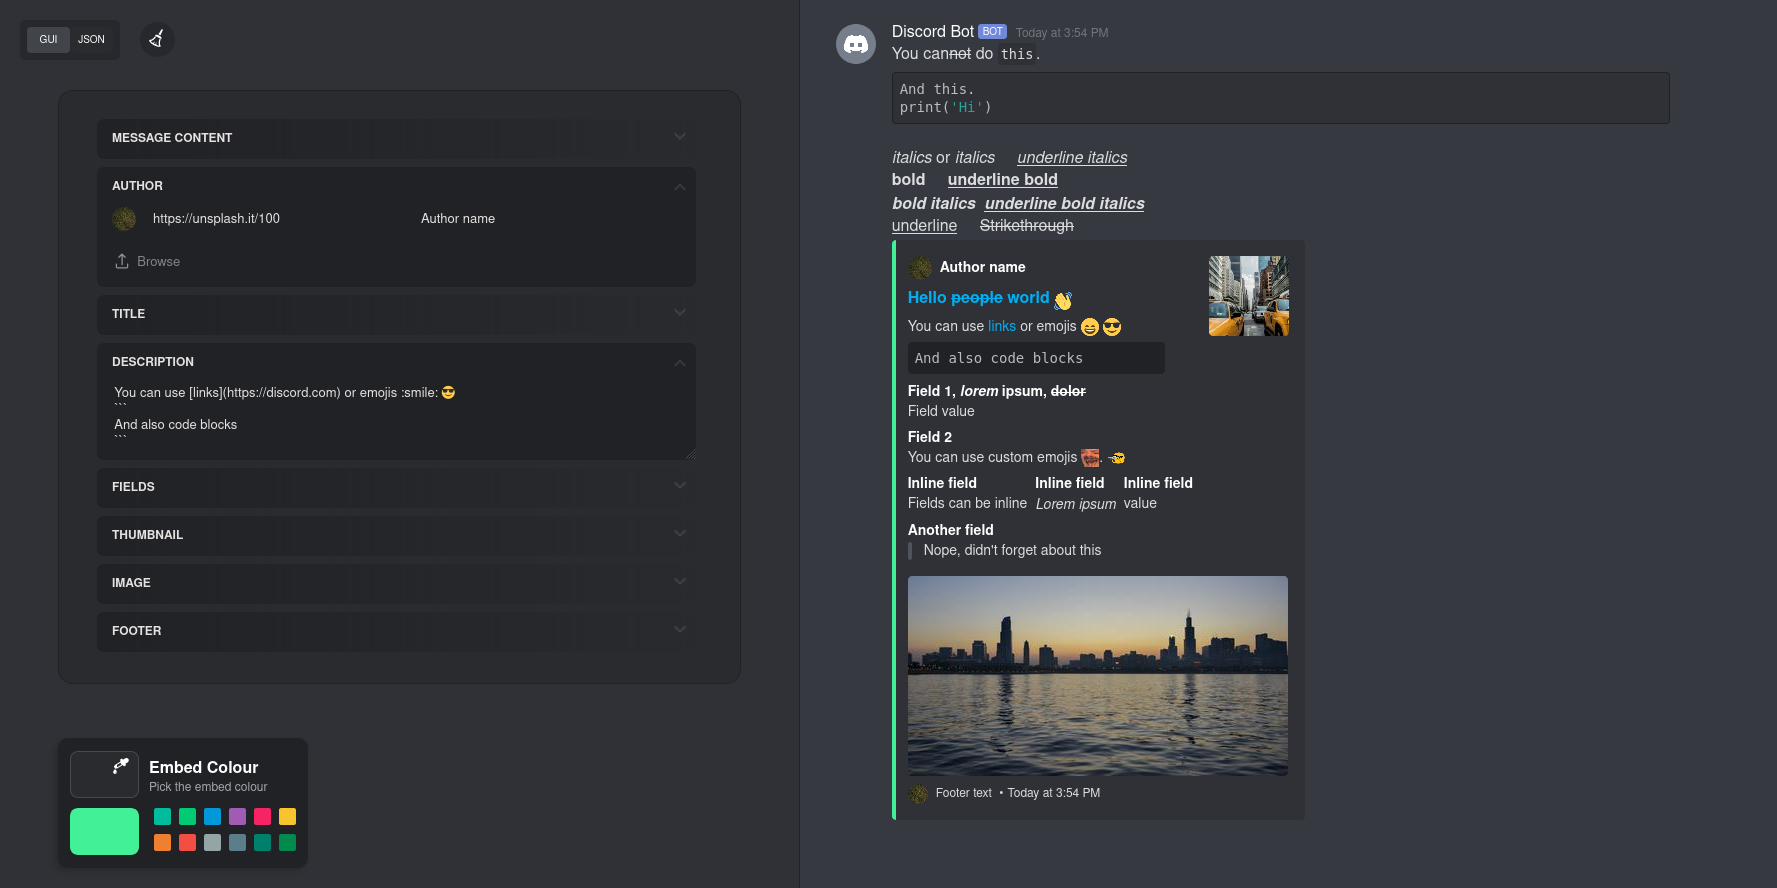 GUI JSON
MESSAGE CONTENT
AUTHOR
https://unsplash.it/100 Author name
Browse
TITLE
DESCRIPTION
You can use [links](https://discord.com) or emojis :smile: 😎
```
And also code blocks
```
FIELDS
THUMBNAIL
IMAGE
FOOTER
Embed Colour
Pick the embed colour
Discord Bot BOT Today at 3:54 PM
You cannot do this.
And this.
print('Hi')
italics or italics underline italics
bold underline bold
bold italics underline bold italics
underline Strikethrough
Author name
Hello people world 👋
You can use links or emojis 😄😎
And also code blocks
Field 1, lorem ipsum, dolor
Field value
Field 2
You can use custom emojis .
Inline field Inline field Inline field
Fields can be inline Lorem ipsum value
Another field
Nope, didn't forget about this
Footer text • Today at 3:54 PM